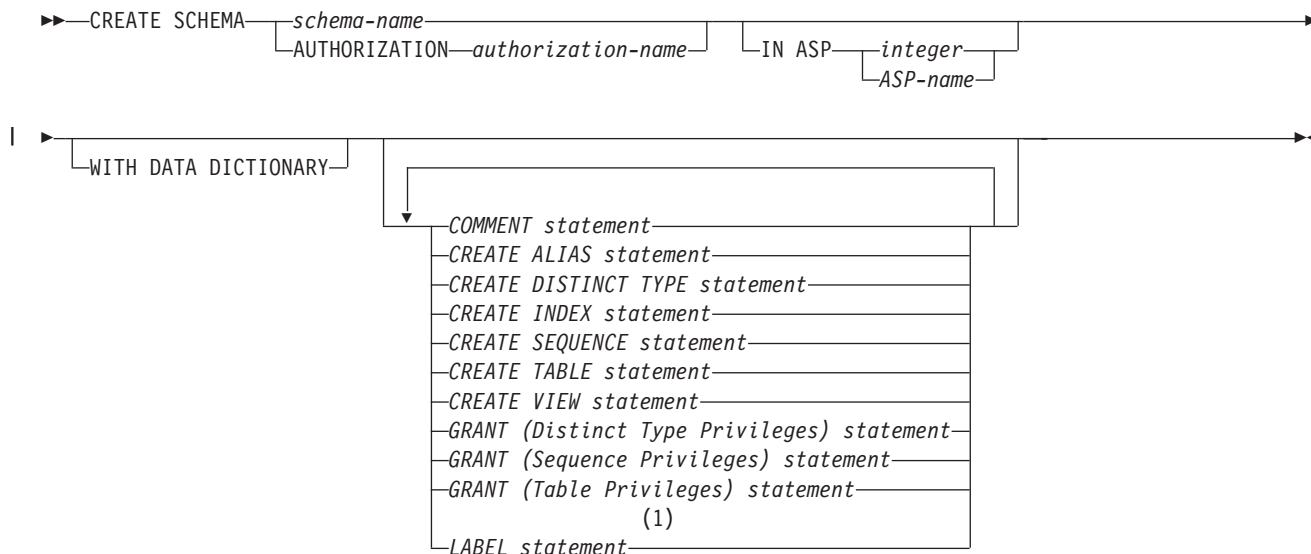 CREATE SCHEMA schema-name
AUTHORIZATION authorization-name IN ASP integer
ASP-name
WITH DATA DICTIONARY
COMMENT statement
CREATE ALIAS statement
CREATE DISTINCT TYPE statement
CREATE INDEX statement
CREATE SEQUENCE statement
CREATE TABLE statement
CREATE VIEW statement
GRANT (Distinct Type Privileges) statement
GRANT (Sequence Privileges) statement
GRANT (Table Privileges) statement
(1)
LABEL statement